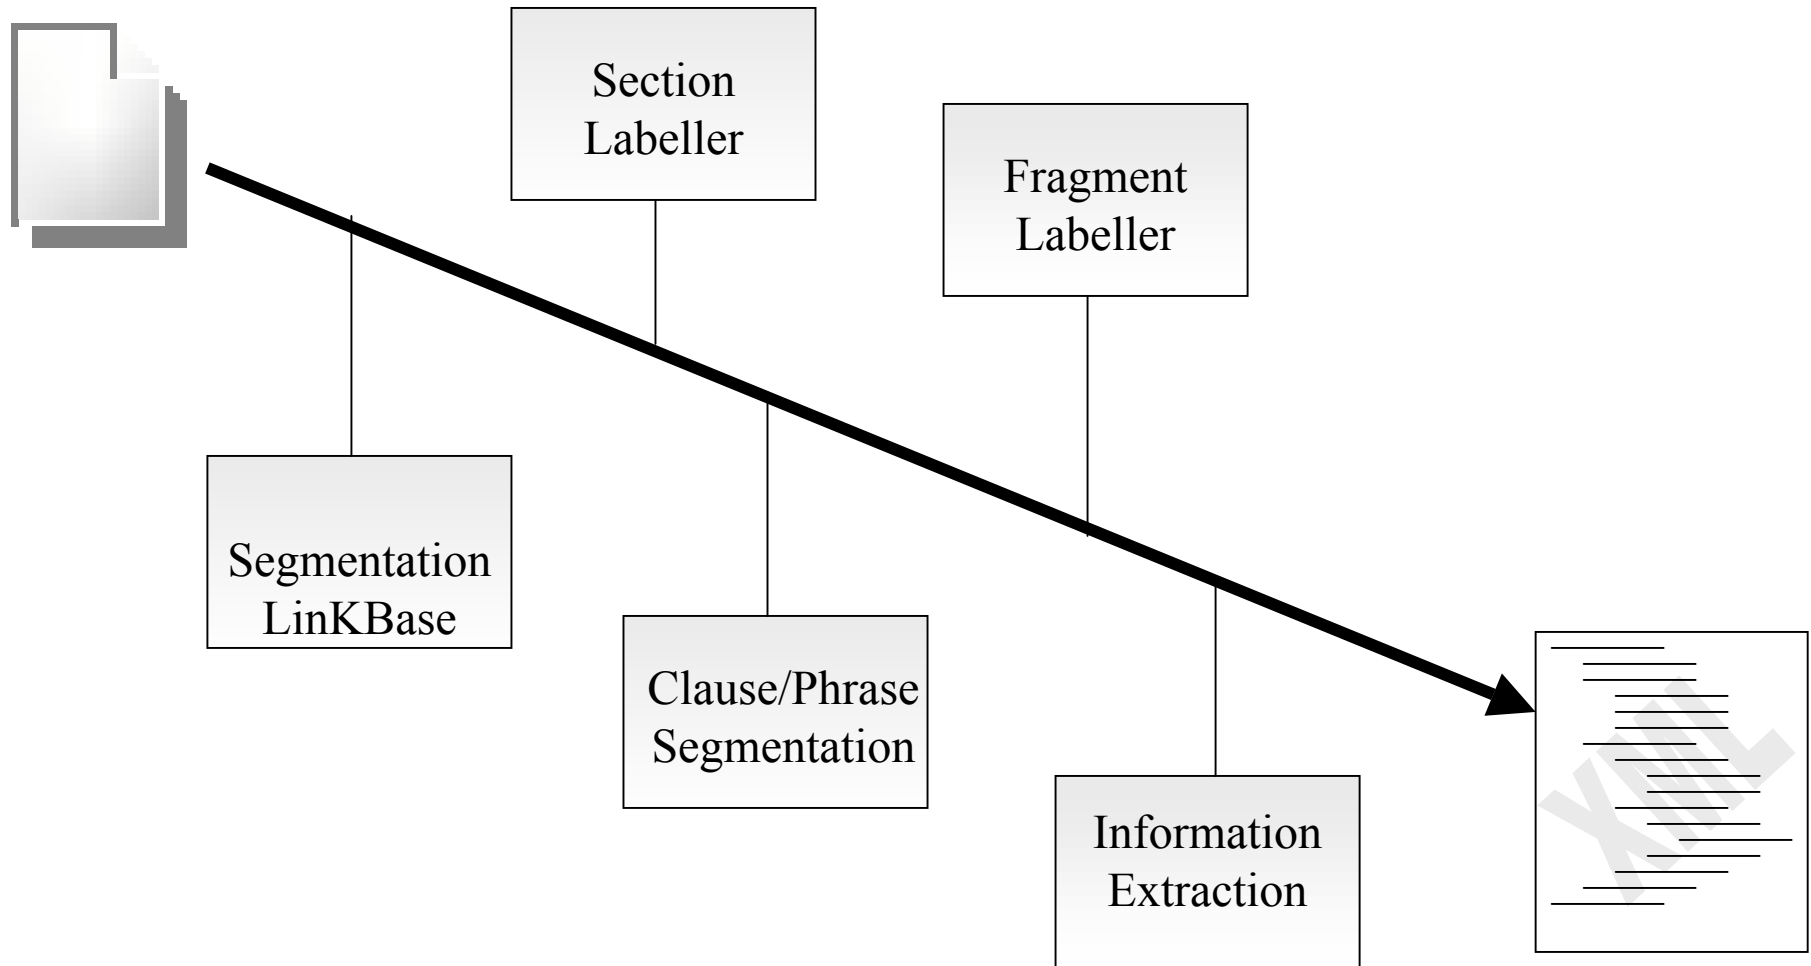 Section
Labeller
Fragment
Labeller
Segmentation
LinKBase
Clause/Phrase
Segmentation
Information
Extraction
XML